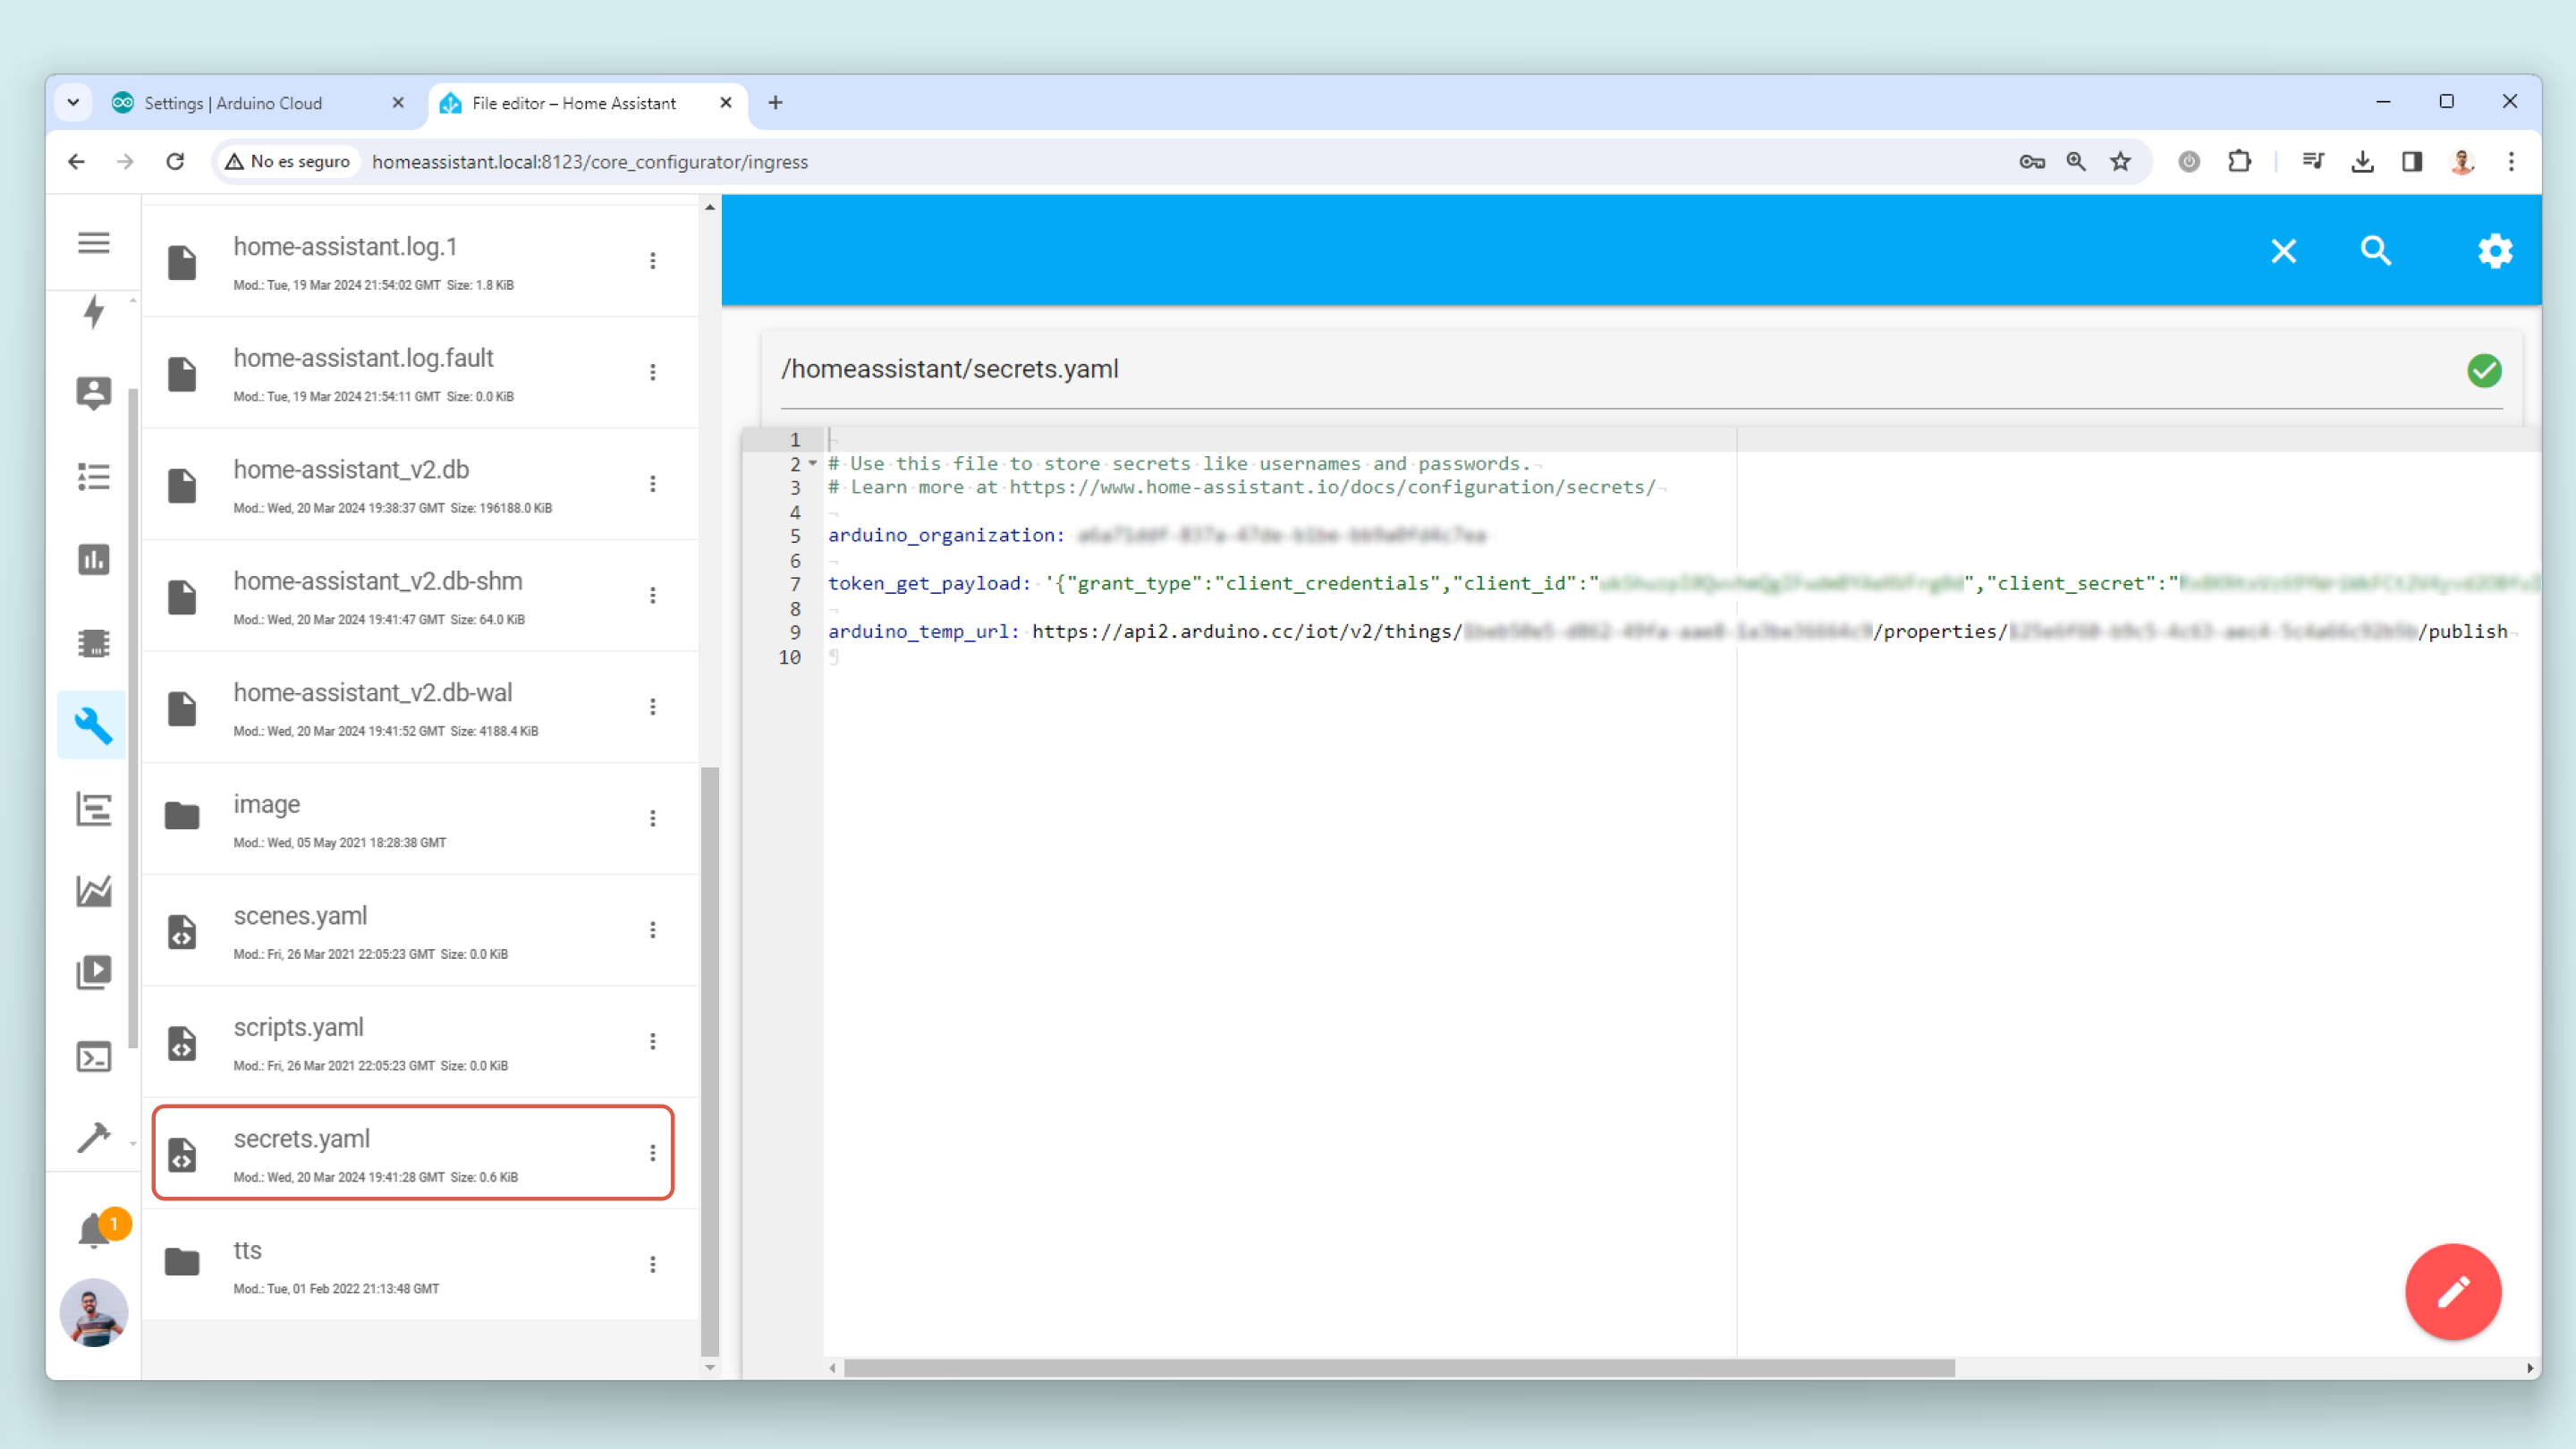 Settings | Arduino Cloud
File editor – Home Assistant
No es seguro
homeassistant.local:8123/core_configurator/ingress
home-assistant.log.1
Mod.: Tue, 19 Mar 2024 21:54:02 GMT Size: 1.8 KiB
home-assistant.log.fault
Mod.: Tue, 19 Mar 2024 21:54:11 GMT Size: 0.0 KiB
home-assistant_v2.db
Mod.: Wed, 20 Mar 2024 19:38:37 GMT Size: 196188.0 KiB
home-assistant_v2.db-shm
Mod.: Wed, 20 Mar 2024 19:41:47 GMT Size: 64.0 KiB
home-assistant_v2.db-wal
Mod.: Wed, 20 Mar 2024 19:41:52 GMT Size: 4188.4 KiB
image
Mod.: Wed, 05 May 2021 18:28:38 GMT
scenes.yaml
Mod.: Fri, 26 Mar 2021 22:05:23 GMT Size: 0.0 KiB
scripts.yaml
Mod.: Fri, 26 Mar 2021 22:05:23 GMT Size: 0.0 KiB
secrets.yaml
Mod.: Wed, 20 Mar 2024 19:41:28 GMT Size: 0.6 KiB
tts
Mod.: Tue, 01 Feb 2022 21:13:48 GMT
1
/homeassistant/secrets.yaml
1
2 # Use this file to store secrets like usernames and passwords.
3 # Learn more at https://www.home-assistant.io/docs/configuration/secrets/
4
5 arduino_organization:
6
7 token_get_payload: '{"grant_type":"client_credentials","client_id":"","client_secret":"
8
9 arduino_temp_url: https://api2.arduino.cc/iot/v2/things//properties//publish
10